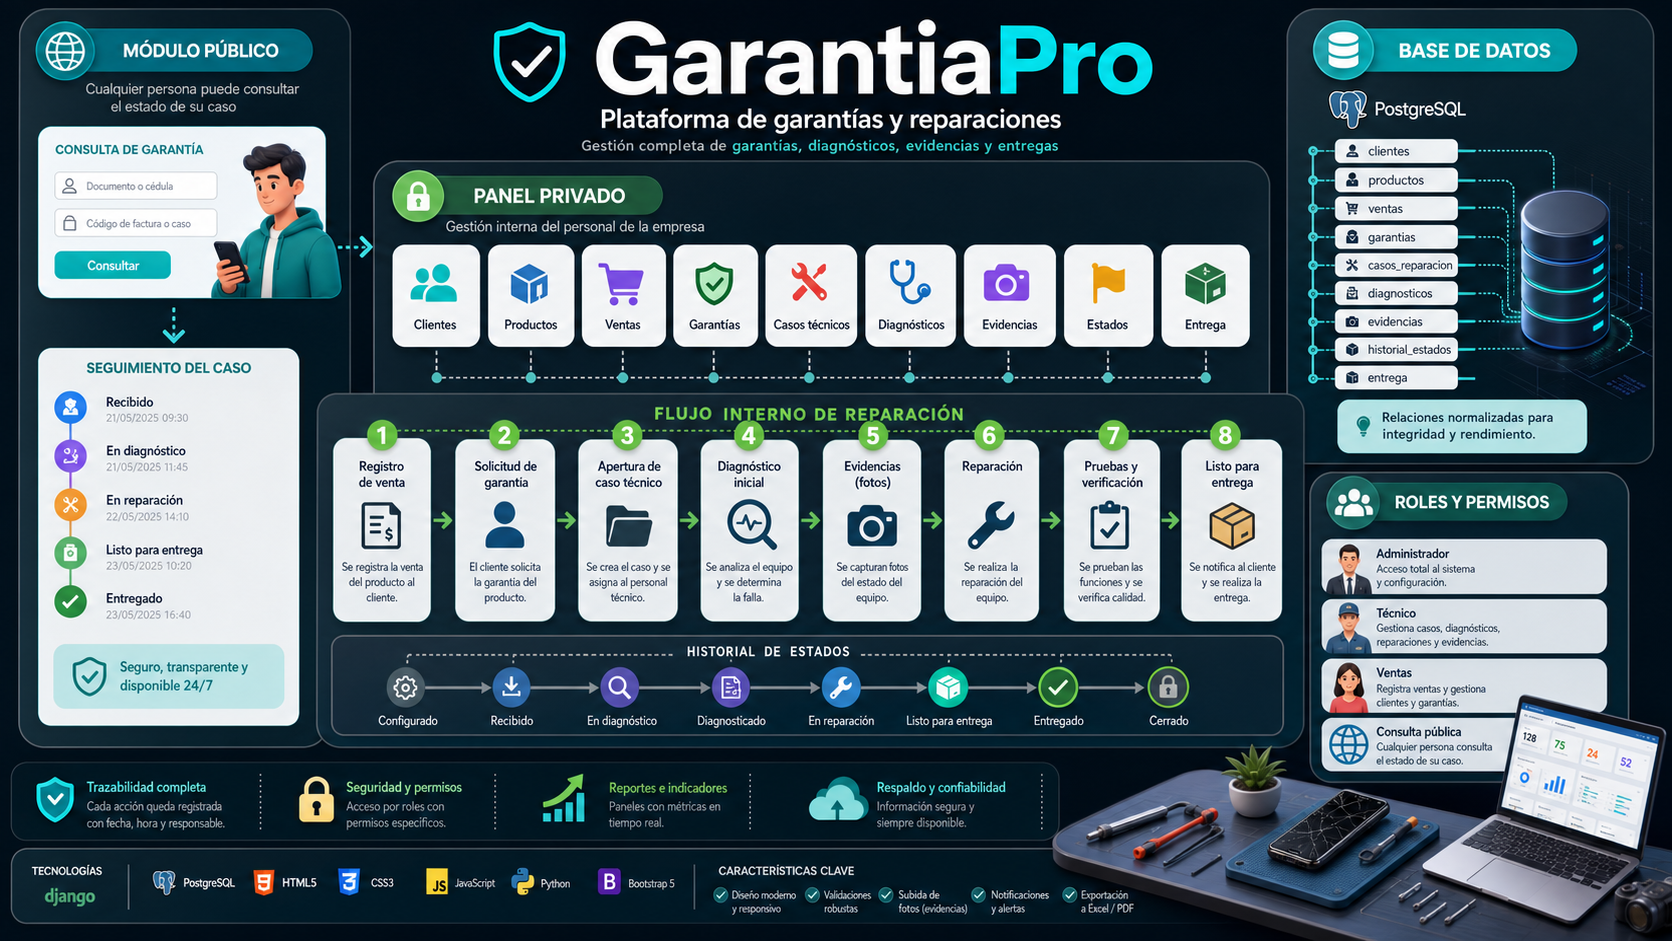 MÓDULO PÚBLICO
Cualquier persona puede consultar
el estado de su caso
CONSULTA DE GARANTÍA
Documento o cédula
Código de factura o caso
Consultar
SEGUIMIENTO DEL CASO
Recibido
21/05/2025 09:30
En diagnóstico
21/05/2025 11:45
En reparación
22/05/2025 14:10
Listo para entrega
23/05/2025 10:20
Entregado
23/05/2025 16:40
Seguro, transparente y
disponible 24/7
GarantiaPro
Plataforma de garantías y reparaciones
Gestión completa de garantías, diagnósticos, evidencias y entregas
PANEL PRIVADO
Gestión interna del personal de la empresa
Clientes
Productos
Ventas
Garantías
Casos técnicos
Diagnósticos
Evidencias
Estados
Entrega
FLUJO INTERNO DE REPARACIÓN
1
Registro
de venta
Se registra la venta
del producto al
cliente.
2
Solicitud de
garantia
El cliente solicita
la garantía del
producto.
3
Apertura de
caso técnico
Se crea el caso y se
asigna al personal
técnico.
4
Diagnóstico
inicial
Se analiza el equipo
y se determina
la falla.
5
Evidencias
(fotos)
Se capturan fotos
del estado del
equipo.
6
Reparación
Se realiza la
reparación del
equipo.
7
Pruebas y
verificación
Se prueban las
funciones y se
verifica calidad.
8
Listo para
entrega
Se notifica al cliente
y se realiza la
entrega.
HISTORIAL DE ESTADOS
Configurado
Recibido
En diagnóstico
Diagnosticado
En reparación
Listo para entrega
Entregado
Cerrado
BASE DE DATOS
PostgreSQL
clientes
productos
ventas
garantias
casos_reparacion
diagnosticos
evidencias
historial_estados
entrega
Relaciones normalizadas para
integridad y rendimiento.
ROLES Y PERMISOS
Administrador
Acceso total al sistema
y configuración.
Técnico
Gestiona casos, diagnósticos,
reparaciones y evidencias.
Ventas
Registra ventas y gestiona
clientes y garantías.
Consulta pública
Cualquier persona consulta
el estado de su caso.
128
75
24
52
Trazabilidad completa
Cada acción queda registrada
con fecha, hora y responsable.
Seguridad y permisos
Acceso por roles con
permisos específicos.
Reportes e indicadores
Paneles con métricas en
tiempo real.
Respaldo y confiabilidad
Información segura y
siempre disponible.
TECNOLOGÍAS
django
PostgreSQL
HTML5
CSS3
JS
JavaScript
Python
B
Bootstrap 5
CARACTERÍSTICAS CLAVE
Diseño moderno
y responsivo
Validaciones
robustas
Subida de
fotos (evidencias)
Notificaciones
y alertas
Exportación
a Excel / PDF